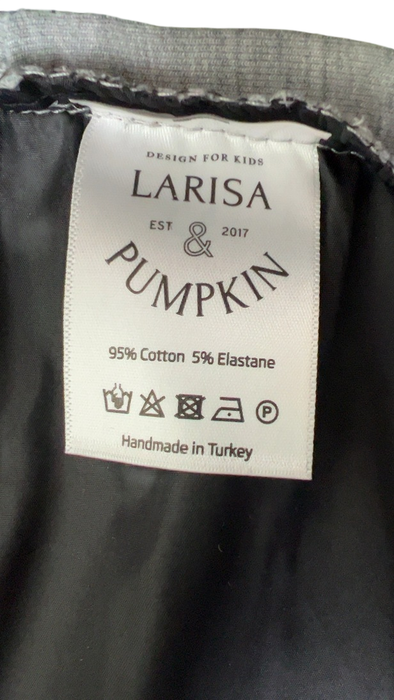 DESIGN FOR KIDS
LARISA
EST & 2017
PUMPKIN
95% Cotton 5% Elastane
P
Handmade in Turkey